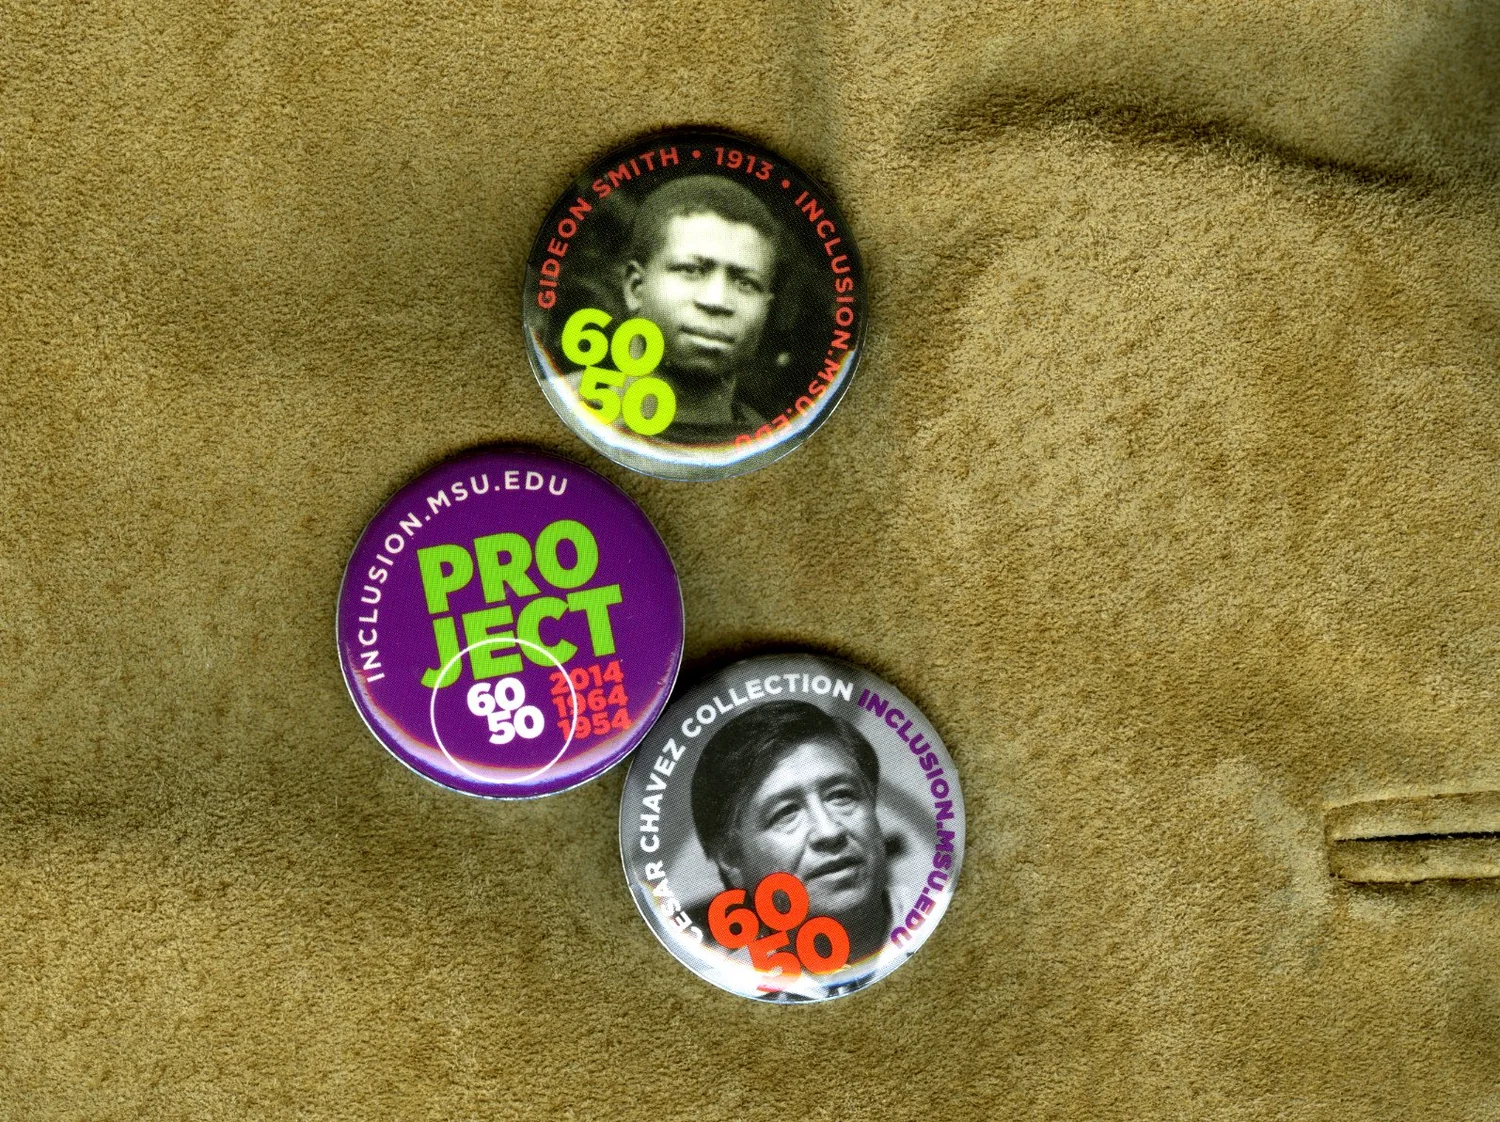 GIDEON SMITH • 1913 • INCLUSION.MSU.EDU
60
50
INCLUSION.MSU.EDU
PRO
JECT
60
50
2014
1964
1954
CESAR CHAVEZ COLLECTION INCLUSION.MSU.EDU
60
50